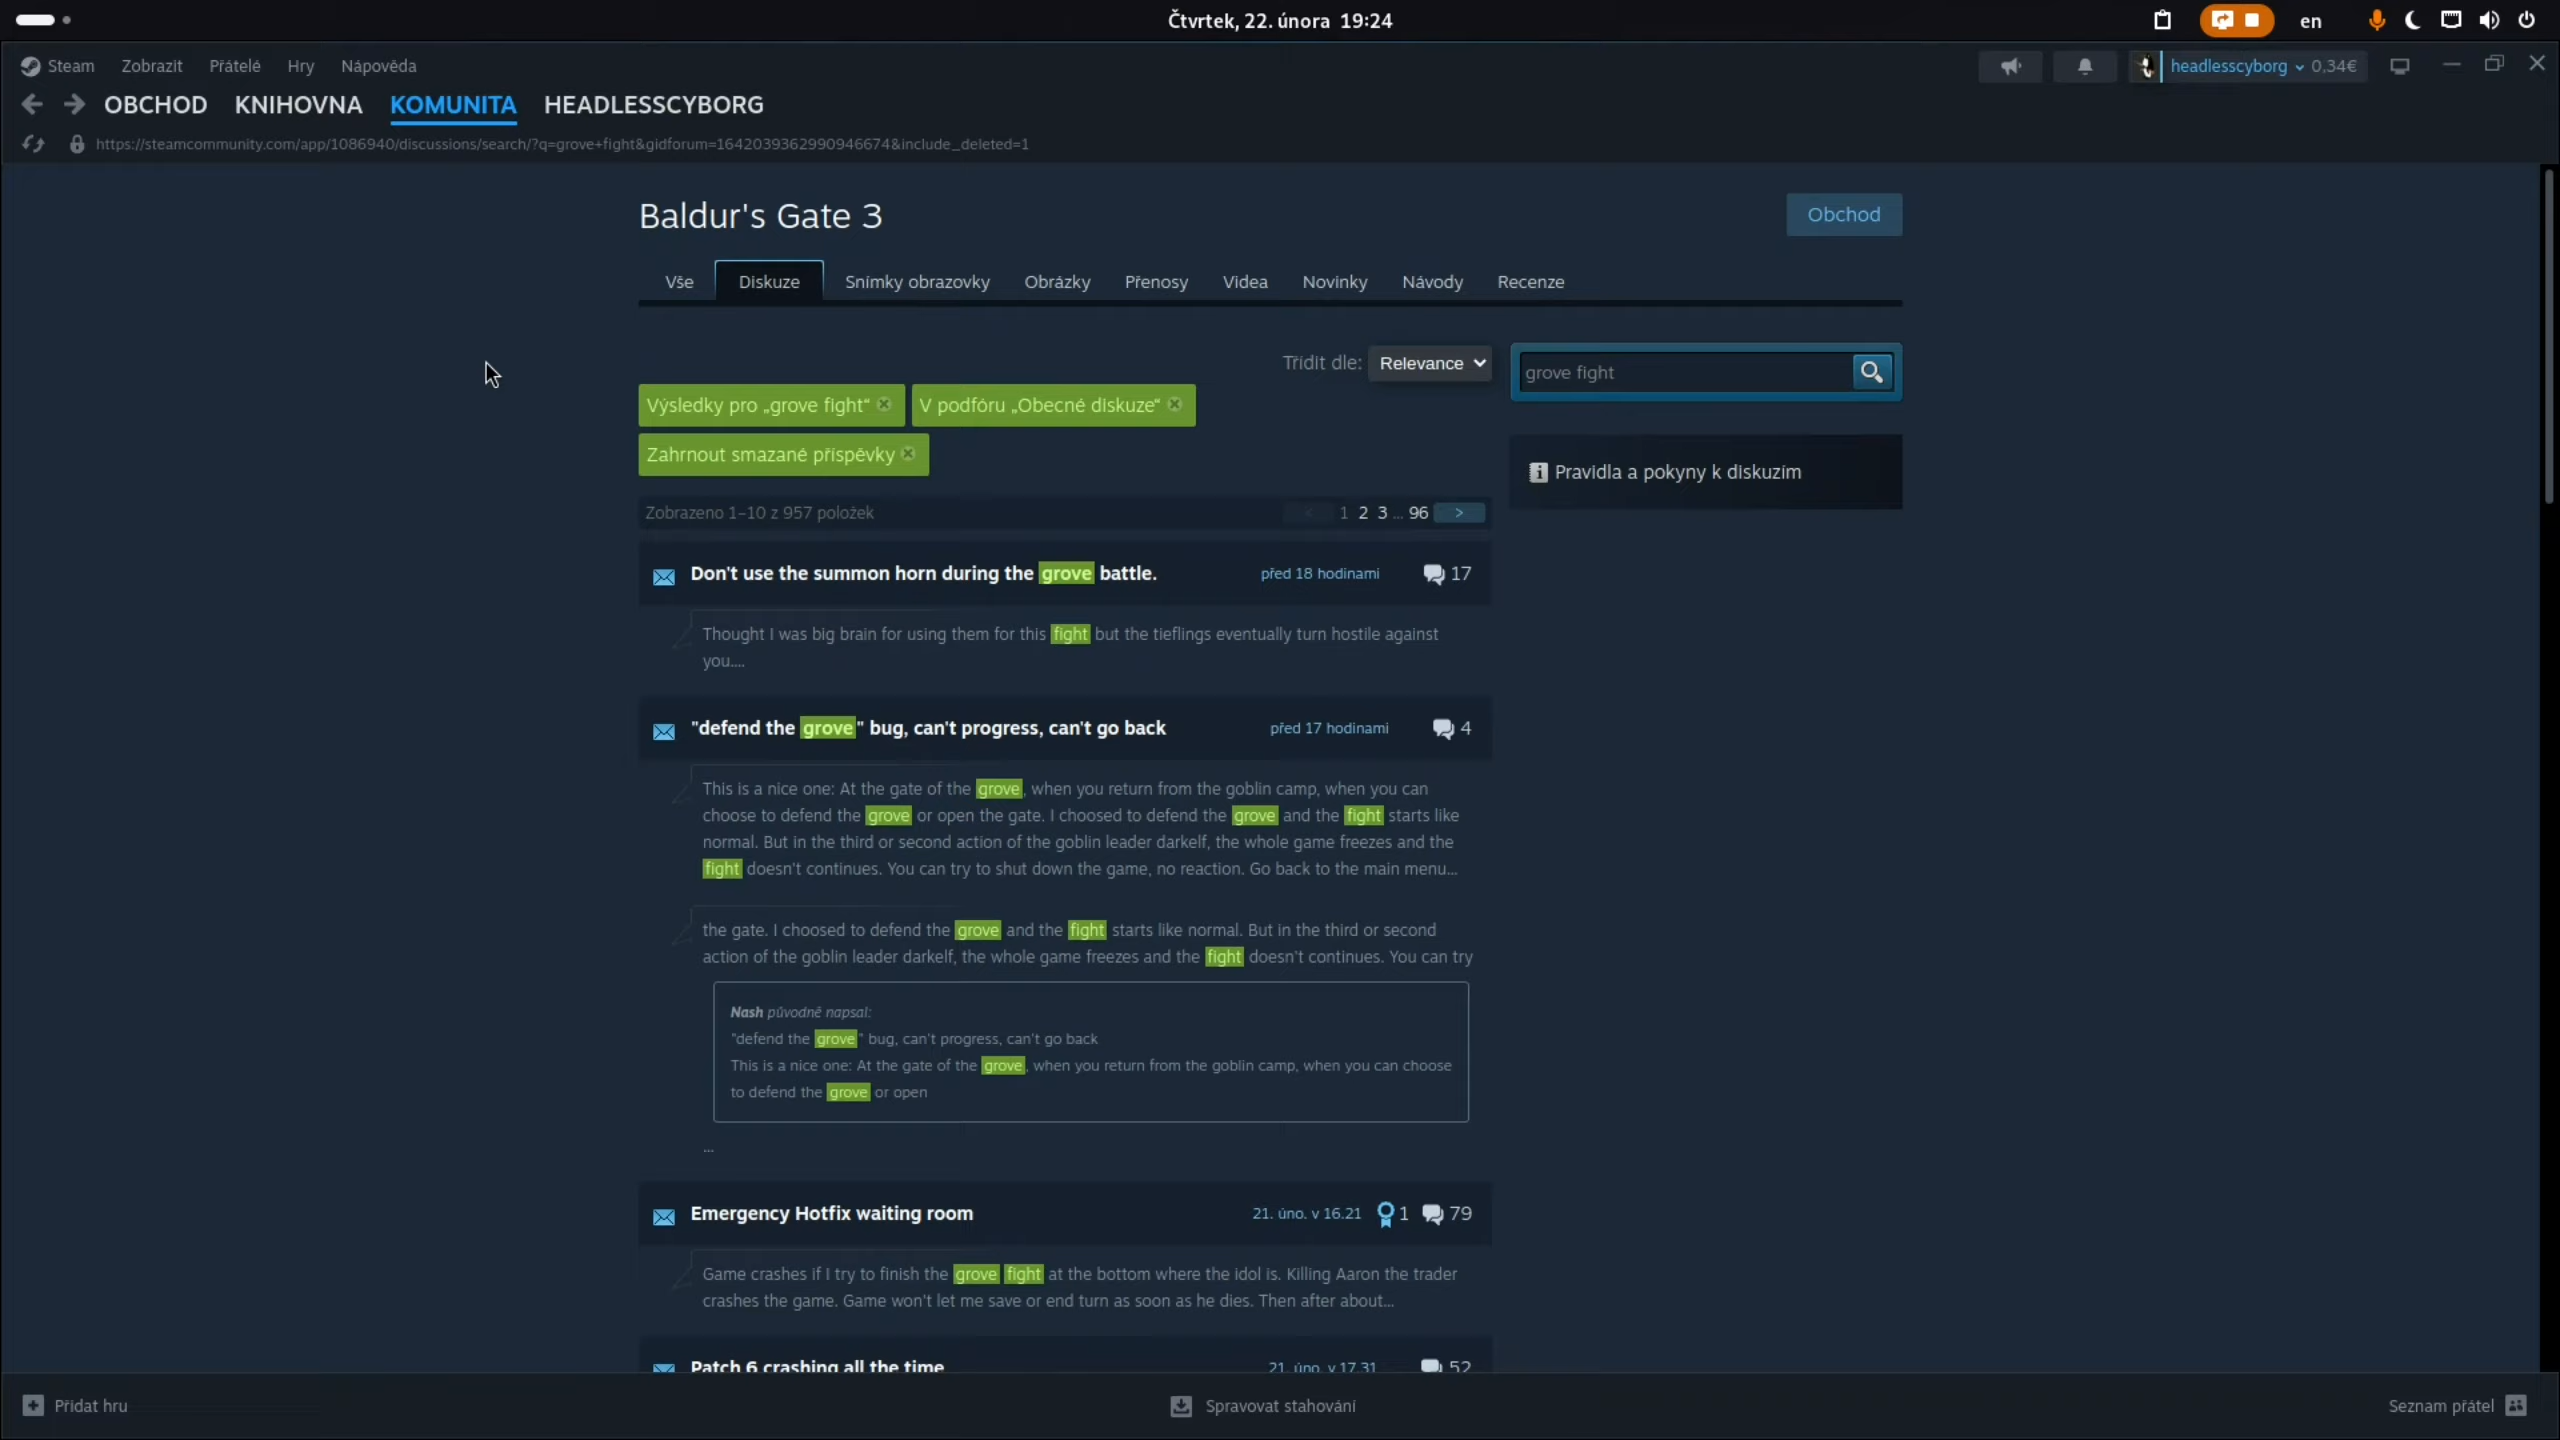 Čtvrtek, 22. února 19:24
en
Steam Zobrazit Přátelé Hry Nápověda
headlesscyborg 0,34€
OBCHOD KNIHOVNA KOMUNITA HEADLESSCYBORG
https://steamcommunity.com/app/1086940/discussions/search/?q=grove+fight&gidforum=1642039362990946674&include_deleted=1
Baldur's Gate 3
Obchod
Vše Diskuze Snímky obrazovky Obrázky Přenosy Videa Novinky Návody Recenze
Třídit dle: Relevance
grove fight
Výsledky pro „grove fight“ V podfóru „Obecné diskuze“
Zahrnout smazané příspěvky
Pravidla a pokyny k diskuzím
Zobrazeno 1–10 z 957 položek
< 1 2 3 ... 96 >
Don't use the summon horn during the grove battle. před 18 hodinami 17
Thought I was big brain for using them for this fight but the tieflings eventually turn hostile against
you....
"defend the grove" bug, can't progress, can't go back před 17 hodinami 4
This is a nice one: At the gate of the grove, when you return from the goblin camp, when you can
choose to defend the grove or open the gate. I choosed to defend the grove and the fight starts like
normal. But in the third or second action of the goblin leader darkelf, the whole game freezes and the
fight doesn't continues. You can try to shut down the game, no reaction. Go back to the main menu...
the gate. I choosed to defend the grove and the fight starts like normal. But in the third or second
action of the goblin leader darkelf, the whole game freezes and the fight doesn't continues. You can try
Nash původně napsal:
"defend the grove" bug, can't progress, can't go back
This is a nice one: At the gate of the grove, when you return from the goblin camp, when you can choose
to defend the grove or open
...
Emergency Hotfix waiting room 21. úno. v 16.21 1 79
Game crashes if I try to finish the grove fight at the bottom where the idol is. Killing Aaron the trader
crashes the game. Game won't let me save or end turn as soon as he dies. Then after about...
Patch 6 crashing all the time 21. úno. v 17.31 52
Přidat hru
Spravovat stahování
Seznam přátel